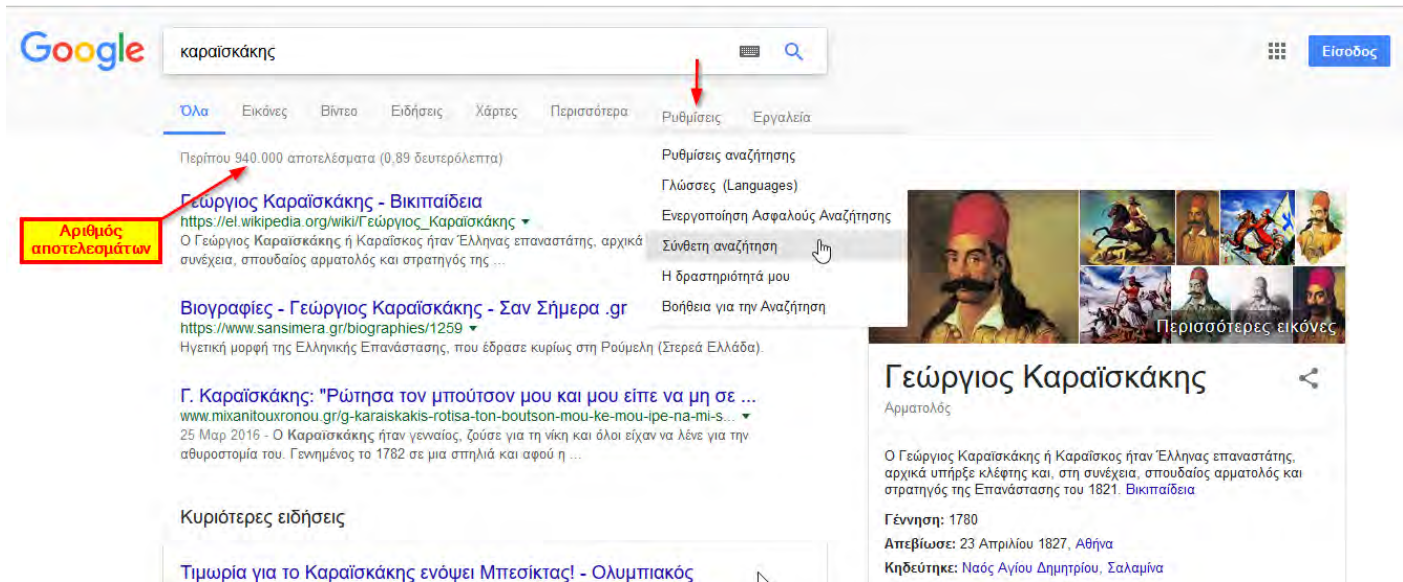 Google
καραϊσκάκης
Είσοδος
Όλα Εικόνες Βίντεο Ειδήσεις Χάρτες Περισσότερα Ρυθμίσεις Εργαλεία
Περίπου 940.000 αποτελέσματα (0,89 δευτερόλεπτα)
Αριθμός
αποτελεσμάτων
Γεώργιος Καραϊσκάκης - Βικιπαίδεια
https://el.wikipedia.org/wiki/Γεώργιος_Καραϊσκάκης
Ο Γεώργιος Καραϊσκάκης ή Καραΐσκος ήταν Έλληνας επαναστάτης, αρχικά
συνέχεια, σπουδαίος αρματολός και στρατηγός της ...
Βιογραφίες - Γεώργιος Καραϊσκάκης - Σαν Σήμερα .gr
https://www.sansimera.gr/biographies/1259
Ηγετική μορφή της Ελληνικής Επανάστασης, που έδρασε κυρίως στη Ρούμελη (Στερεά Ελλάδα).
Γ. Καραϊσκάκης: "Ρώτησα τον μπούτσον μου και μου είπε να μη σε ...
www.mixanitouxronou.gr/g-karaiskakis-rotisa-ton-boutson-mou-ke-mou-ipe-na-mi-s...
25 Μαρ 2016 - Ο Καραϊσκάκης ήταν γενναίος, ζούσε για τη νίκη και όλοι είχαν να λένε για την
αθυροστομία του. Γεννημένος το 1782 σε μια σπηλιά και αφού η ...
Κυριότερες ειδήσεις
Τιμωρία για το Καραϊσκάκης ενόψει Μπεσίκτας! - Ολυμπιακός
Ρυθμίσεις αναζήτησης
Γλώσσες (Languages)
Ενεργοποίηση Ασφαλούς Αναζήτησης
Σύνθετη αναζήτηση
Η δραστηριότητά μου
Βοήθεια για την Αναζήτηση
Περισσότερες εικόνες
Γεώργιος Καραϊσκάκης
Αρματολός
Ο Γεώργιος Καραϊσκάκης ή Καραΐσκος ήταν Έλληνας επαναστάτης,
αρχικά υπήρξε κλέφτης και, στη συνέχεια, σπουδαίος αρματολός και
στρατηγός της Επανάστασης του 1821. Βικιπαίδεια
Γέννηση: 1780
Απεβίωσε: 23 Απριλίου 1827, Αθήνα
Κηδεύτηκε: Ναός Αγίου Δημητρίου, Σαλαμίνα